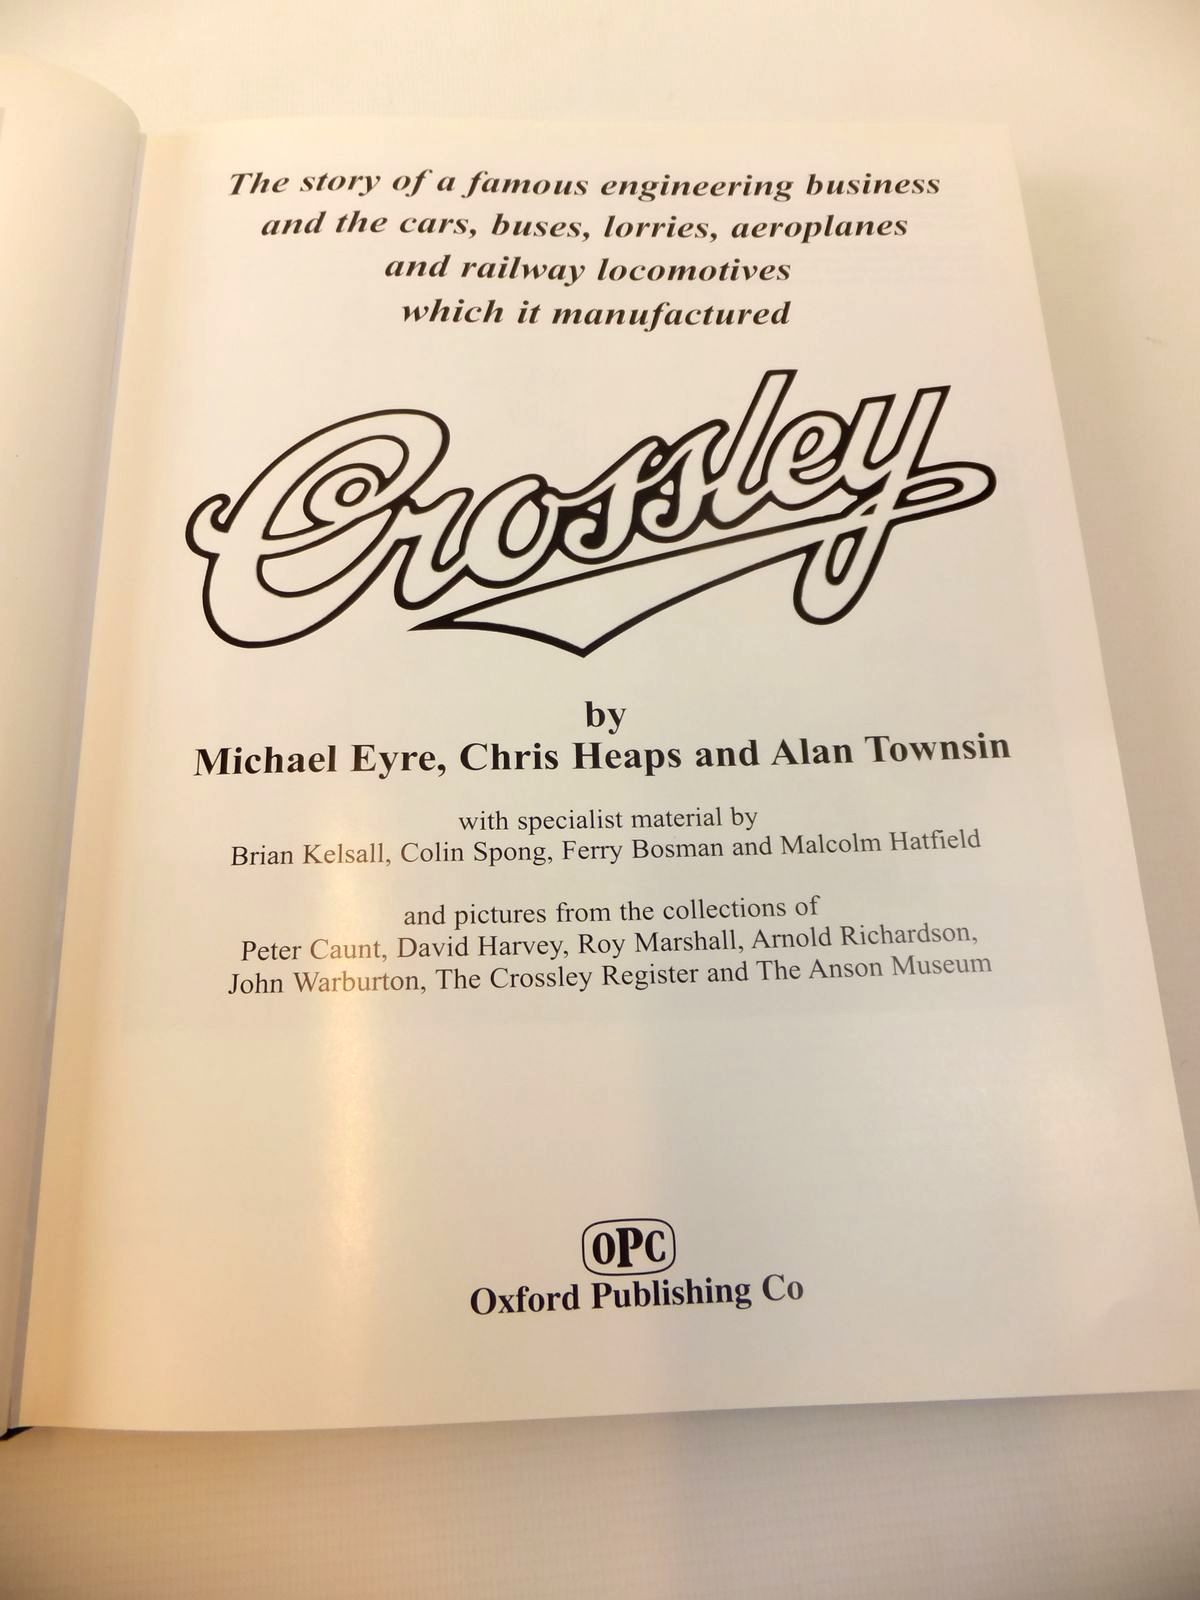 The story of a famous engineering business
and the cars, buses, lorries, aeroplanes
and railway locomotives
which it manufactured
Crossley
by
Michael Eyre, Chris Heaps and Alan Townsin
with specialist material by
Brian Kelsall, Colin Spong, Ferry Bosman and Malcolm Hatfield
and pictures from the collections of
Peter Caunt, David Harvey, Roy Marshall, Arnold Richardson,
John Warburton, The Crossley Register and The Anson Museum
OPC
Oxford Publishing Co